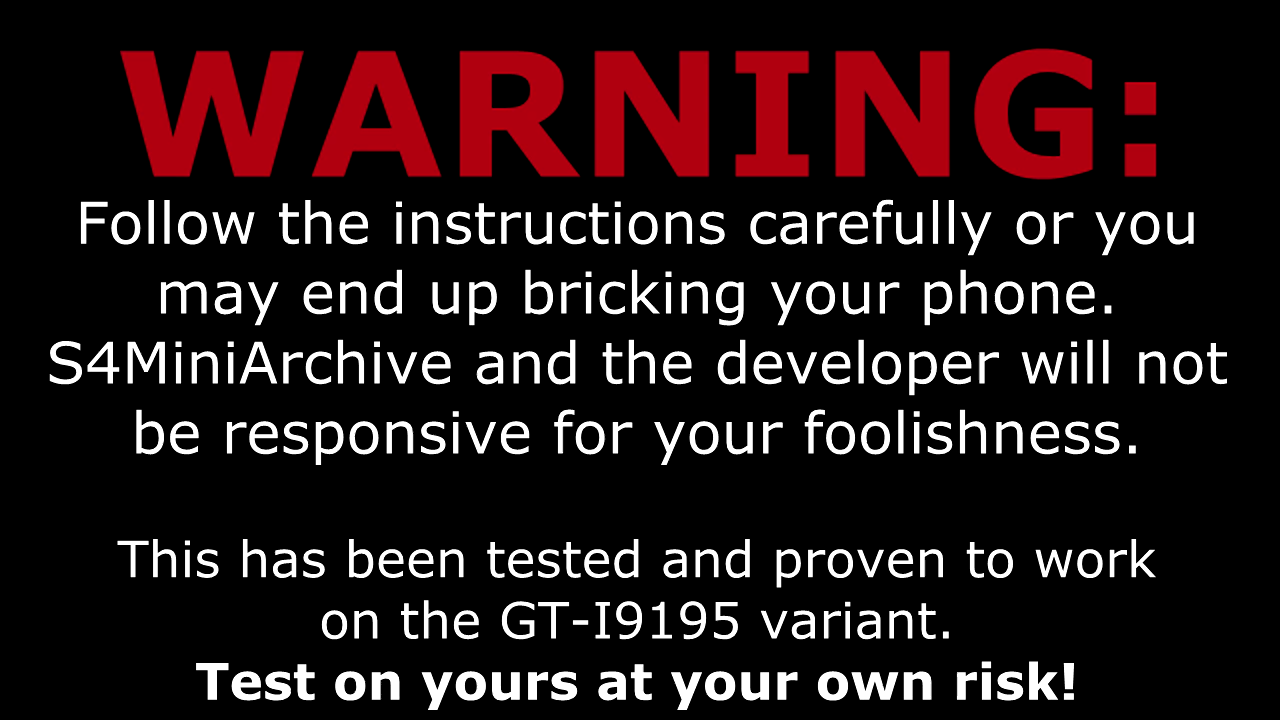 WARNING:
Follow the instructions carefully or you
may end up bricking your phone.
S4MiniArchive and the developer will not
be responsive for your foolishness.
This has been tested and proven to work
on the GT-I9195 variant.
Test on yours at your own risk!